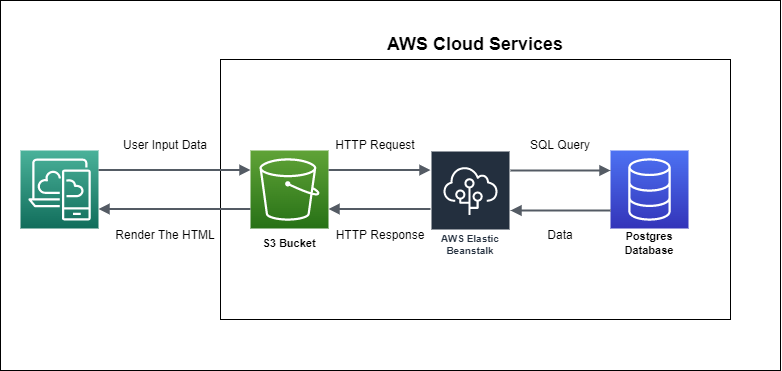 AWS Cloud Services
User Input Data
HTTP Request
SQL Query
Render The HTML
S3 Bucket
HTTP Response
AWS Elastic
Beanstalk
Data
Postgres
Database